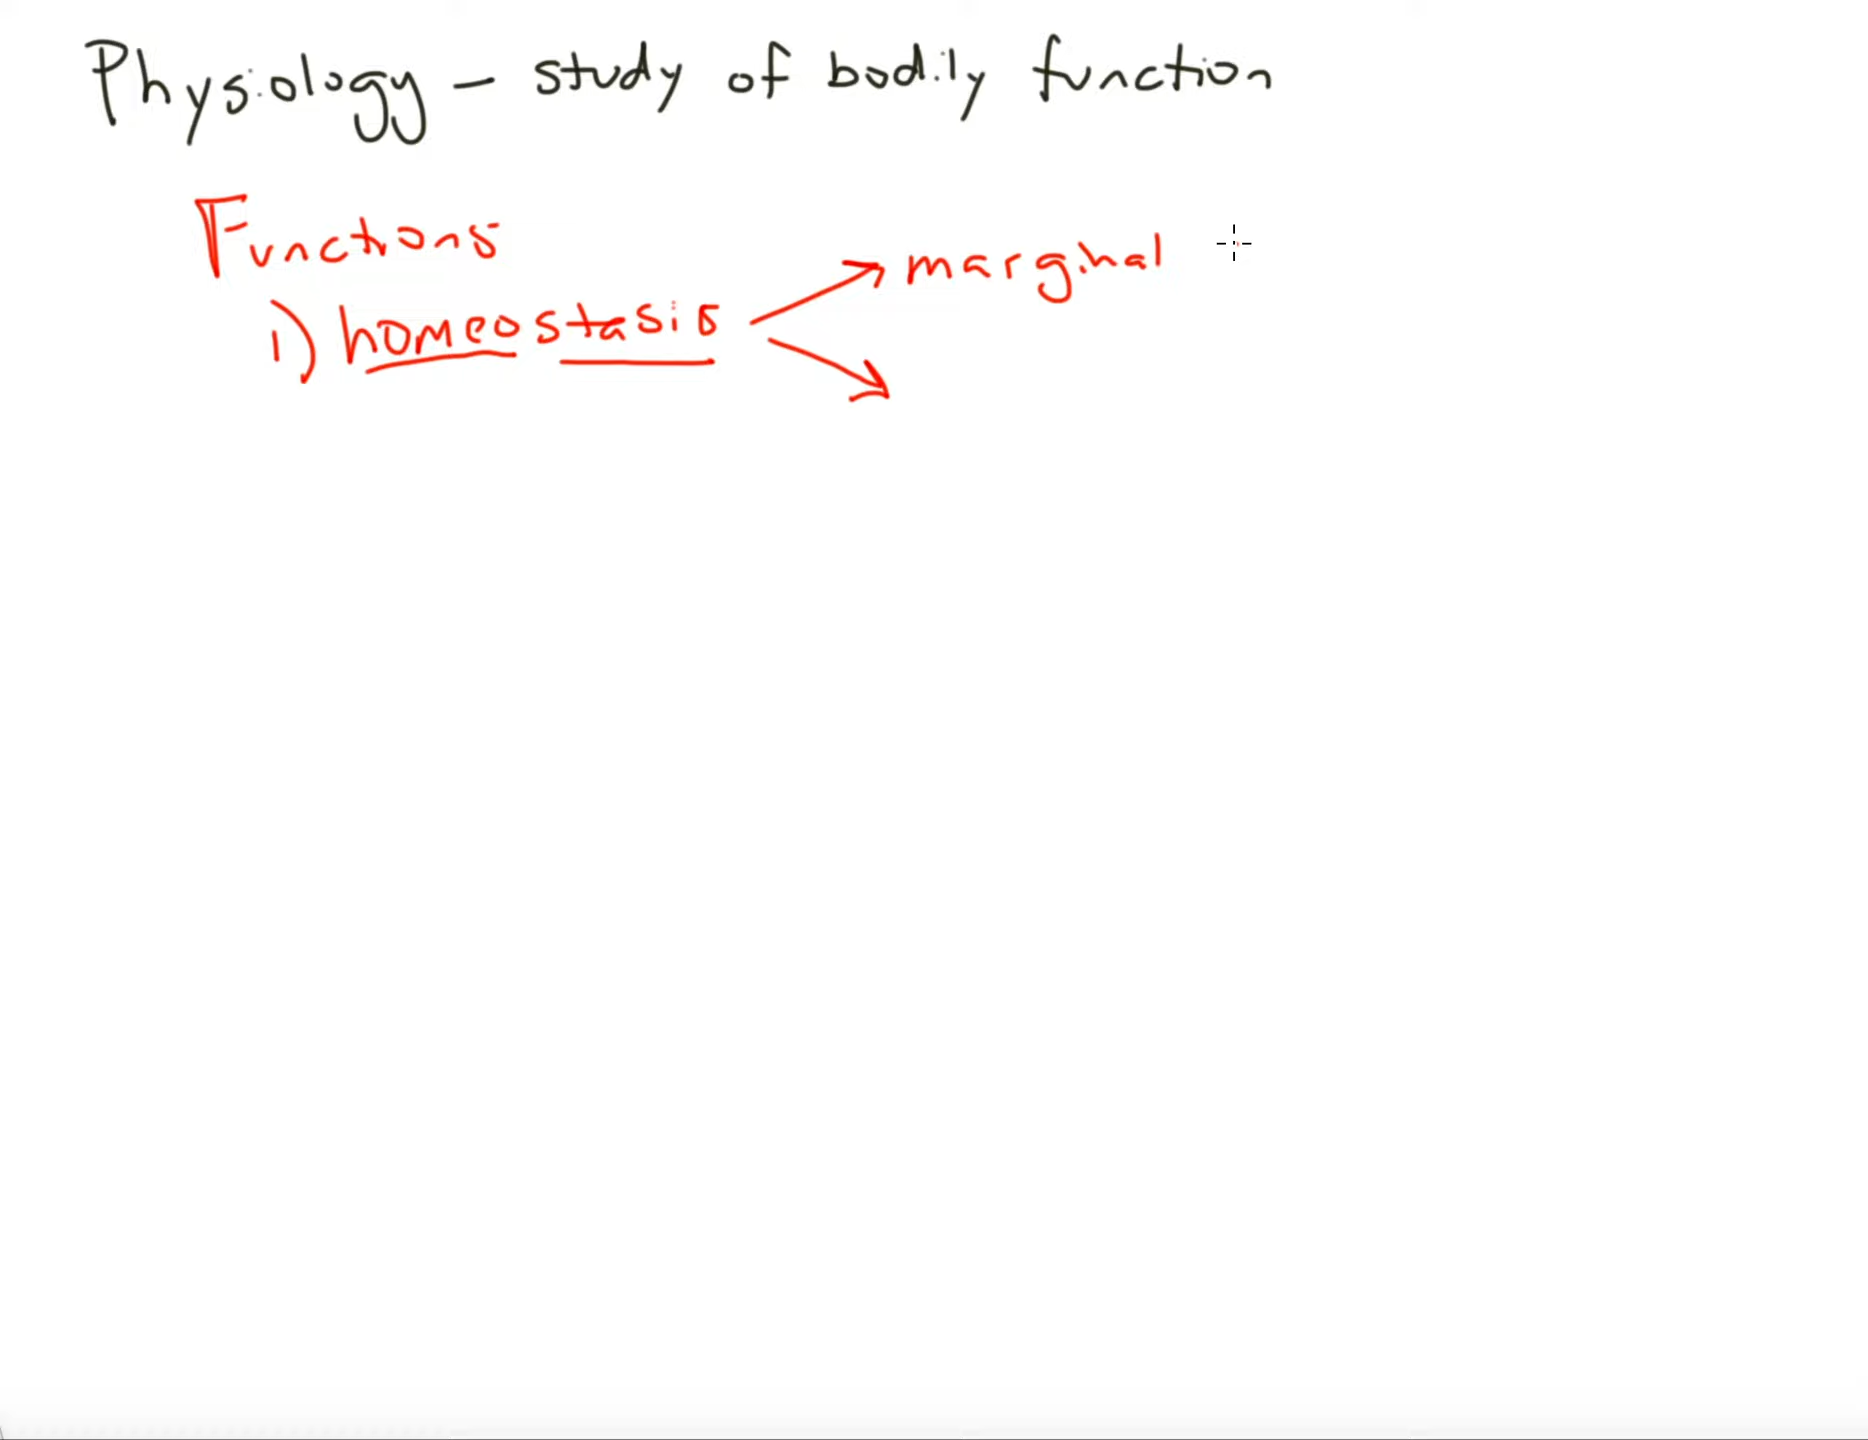 Physiology – study of bodily function
Functions
1) homeostasis → marginal